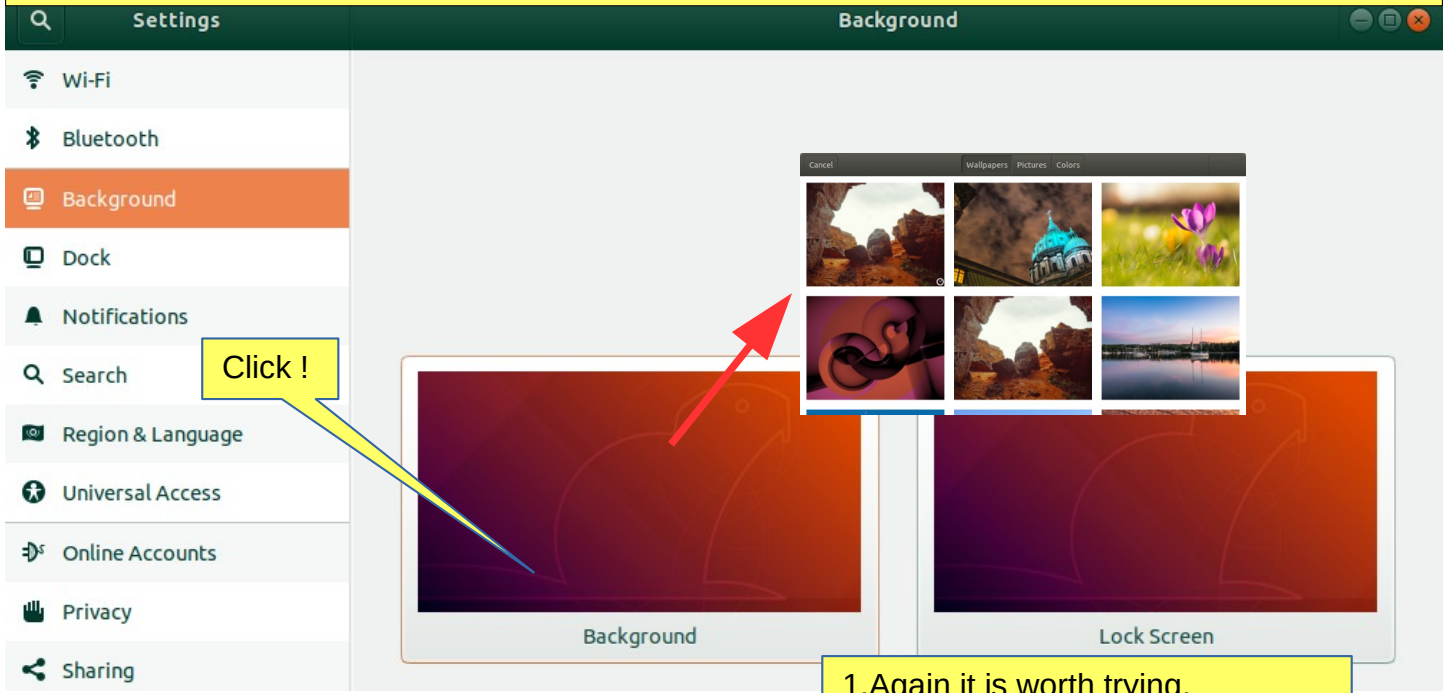 Settings
Background
Wi-Fi
Bluetooth
Background
Dock
Notifications
Search
Region & Language
Universal Access
Online Accounts
Privacy
Sharing
Click !
Cancel
Wallpapers Pictures Colors
Background
Lock Screen
1.Again it is worth trying.